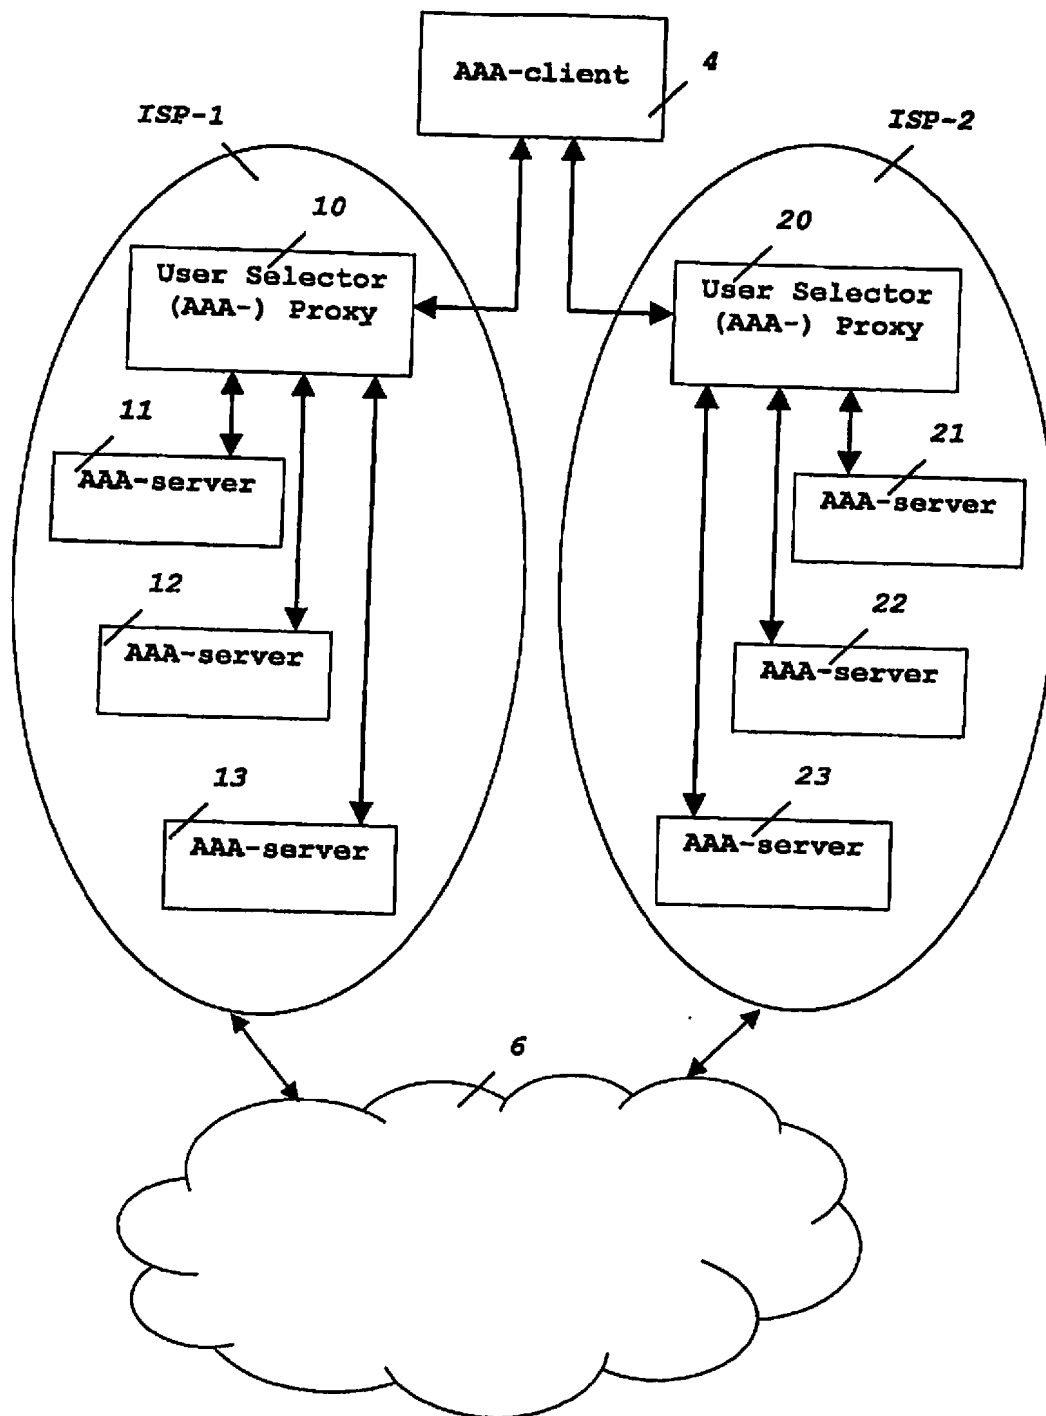 AAA-client
4
ISP-1
ISP-2
10
User Selector
(AAA-) Proxy
20
User Selector
(AAA-) Proxy
11
AAA-server
21
AAA-server
12
AAA-server
22
AAA-server
13
AAA-server
23
AAA-server
6